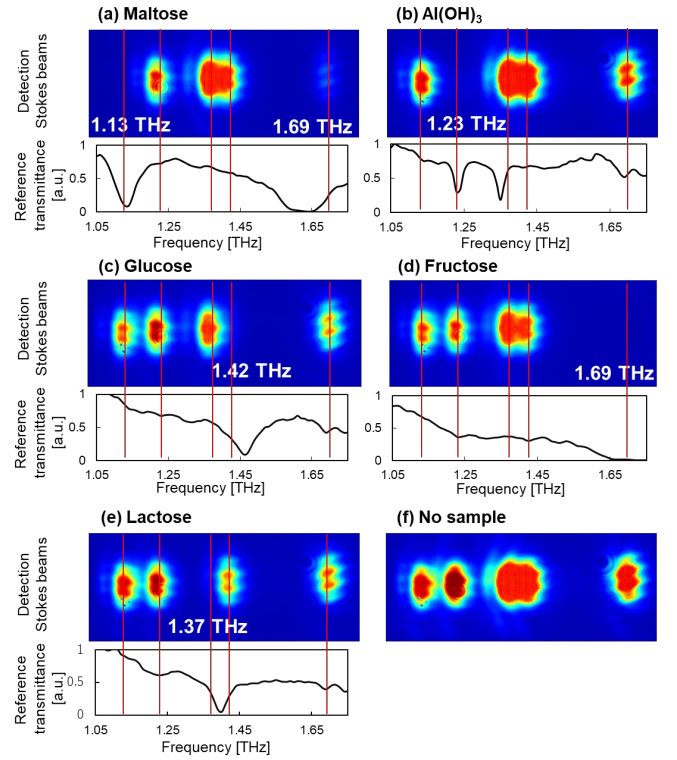 (a) Maltose
(b) Al(OH)3
Detection
Stokes beams
1.13 THz
1.69 THz
1.23 THz
Reference
transmittance
[a.u.]
1
0.5
0
1.05
1.25
1.45
1.65
Frequency [THz]
1
0.5
0
1.05
1.25
1.45
1.65
Frequency [THz]
(c) Glucose
(d) Fructose
Detection
Stokes beams
1.42 THz
1.69 THz
Reference
transmittance
[a.u.]
1
0.5
0
1.05
1.25
1.45
1.65
Frequency [THz]
1
0.5
0
1.05
1.25
1.45
1.65
Frequency [THz]
(e) Lactose
(f) No sample
Detection
Stokes beams
1.37 THz
Reference
transmittance
[a.u.]
1
0.5
0
1.05
1.25
1.45
1.65
Frequency [THz]